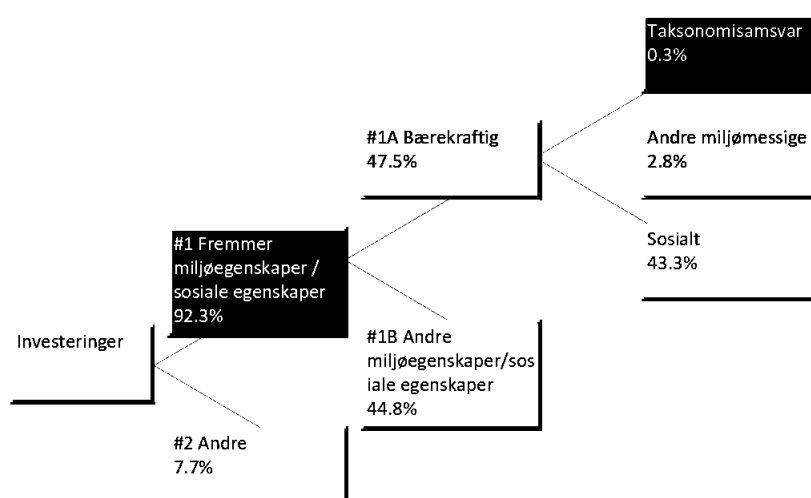 Taksonomisamsvar
0.3%
#1A Bærekraftig
47.5%
Andre miljømessige
2.8%
#1 Fremmer
miljøegenskaper /
sosiale egenskaper
92.3%
Sosialt
43.3%
Investeringer
#1B Andre
miljøegenskaper/sos
iale egenskaper
44.8%
#2 Andre
7.7%